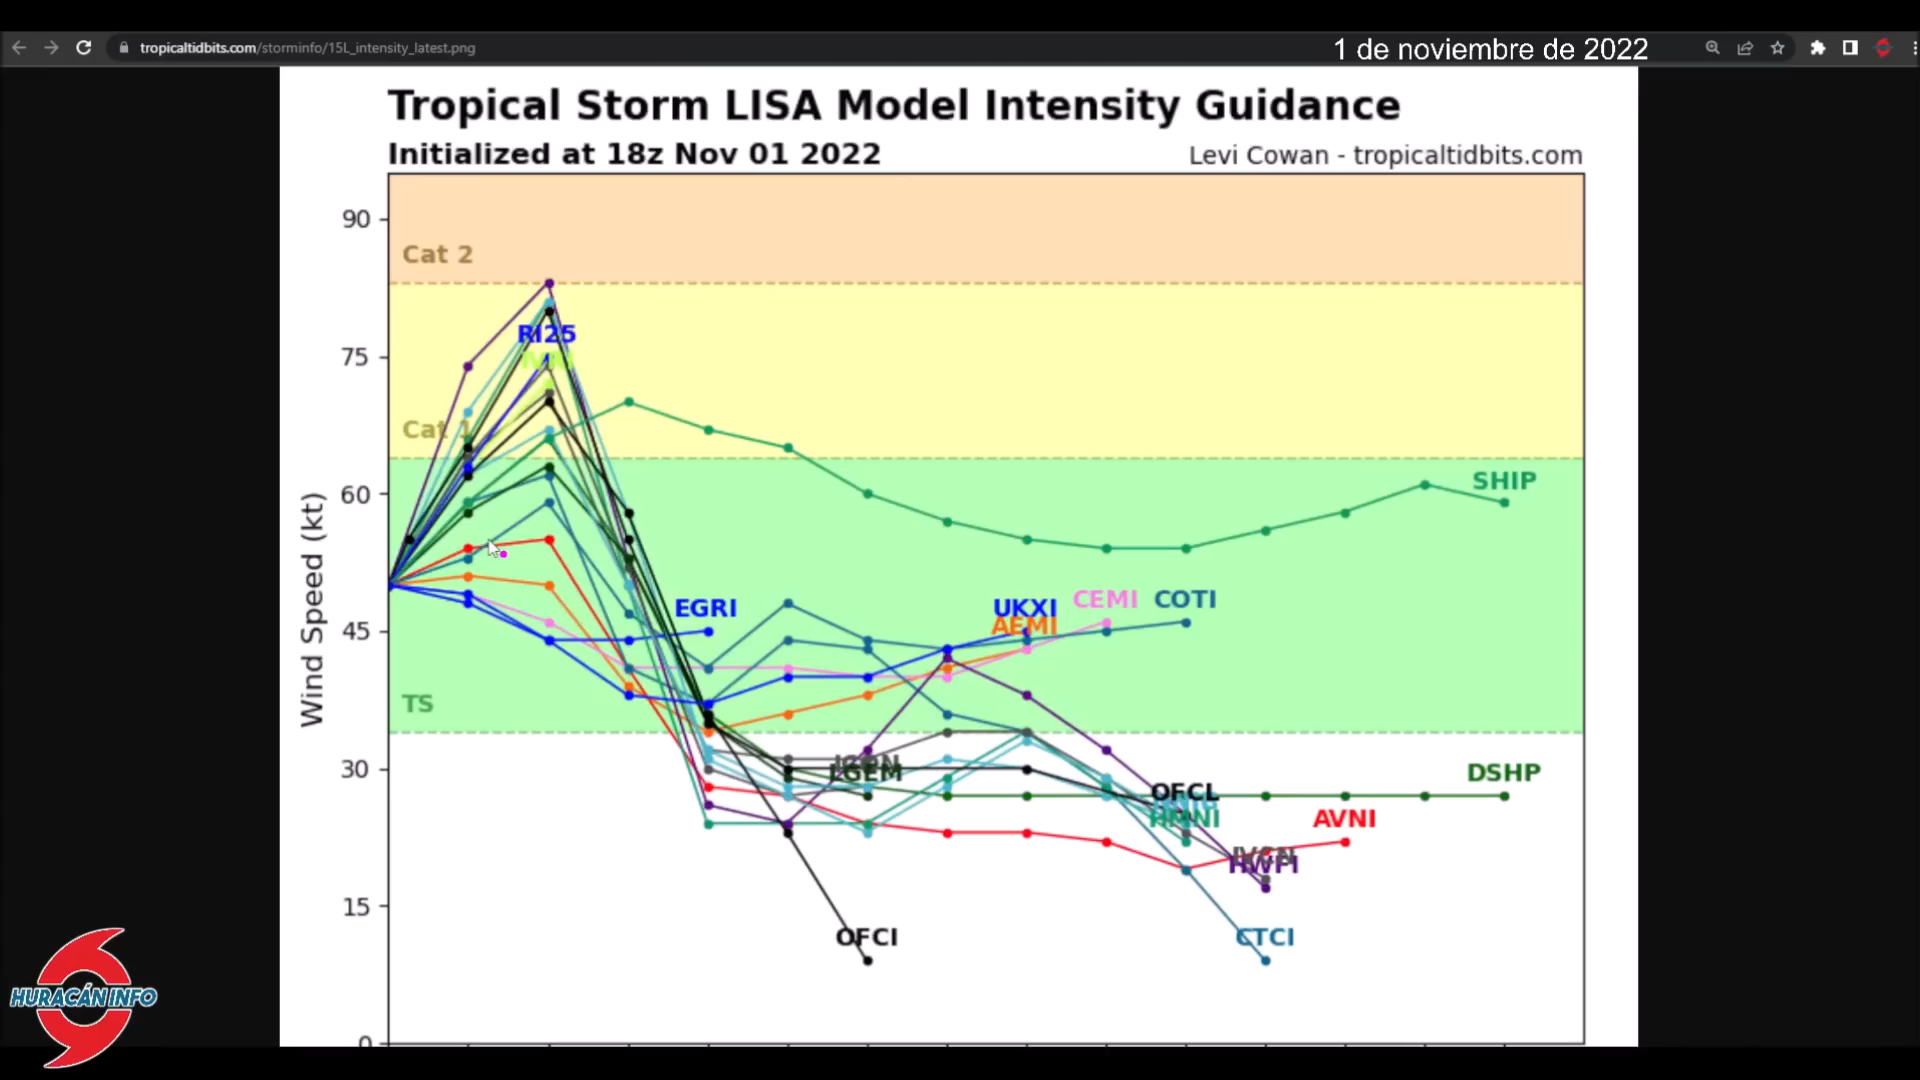 tropicaltidbits.com/storminfo/15L_intensity_latest.png
1 de noviembre de 2022
Tropical Storm LISA Model Intensity Guidance
Initialized at 18z Nov 01 2022
Levi Cowan - tropicaltidbits.com
Wind Speed (kt)
90
75
60
45
30
15
0
Cat 2
Cat 1
TS
RI25
SHIP
EGRI
UKXI
AEMI
CEMI
COTI
LGEM
OFCL
HMNI
DSHP
AVNI
IVCN
HWFI
OFCI
CTCI
HURACÁN INFO